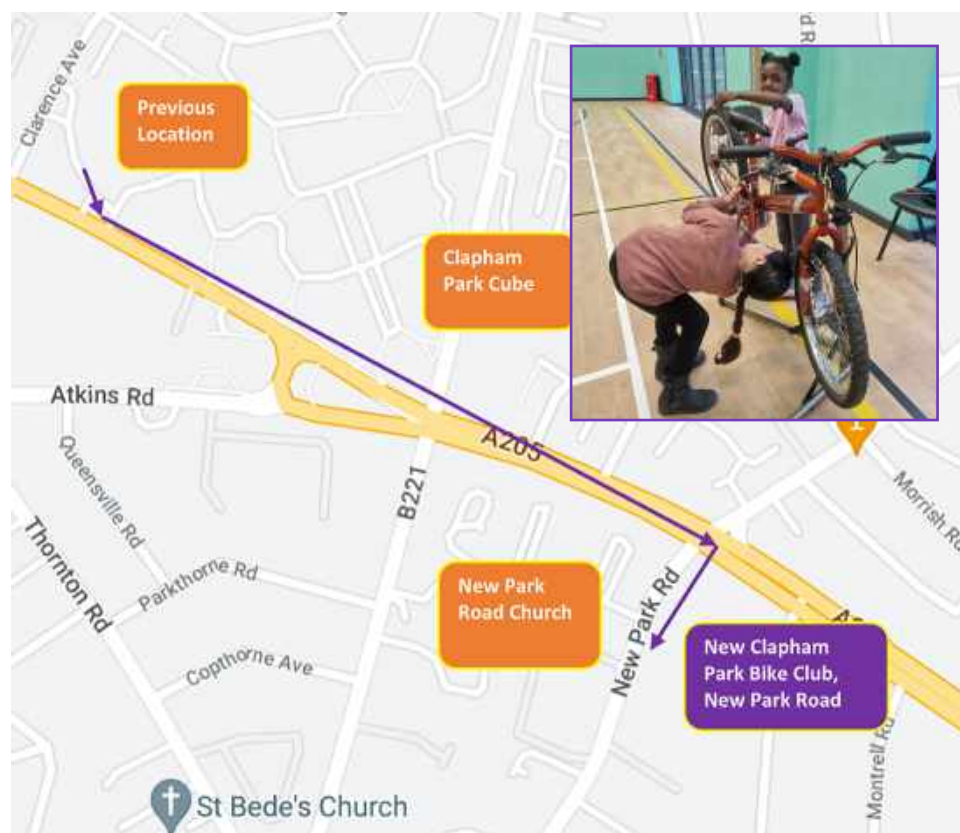 Clarence Ave
Previous
Location
d R
Clapham
Park Cube
Atkins Rd
A205
B221
Queensville Rd
Thornton Rd
Parkthorne Rd
Copthorne Ave
Morrish Rd
New Park
Road Church
New Park Rd
New Clapham
Park Bike Club,
New Park Road
Montrell Rd
St Bede's Church